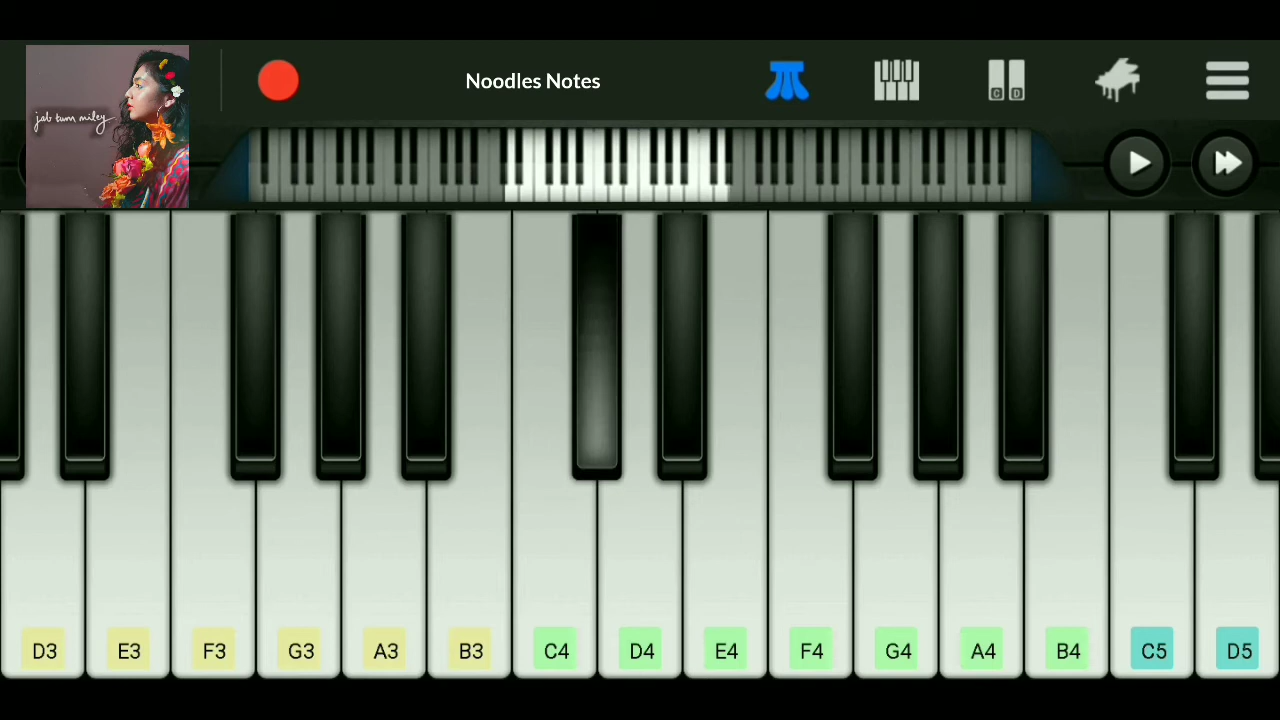 Noodles Notes
jab tum miley
C D
D3 E3 F3 G3 A3 B3 C4 D4 E4 F4 G4 A4 B4 C5 D5